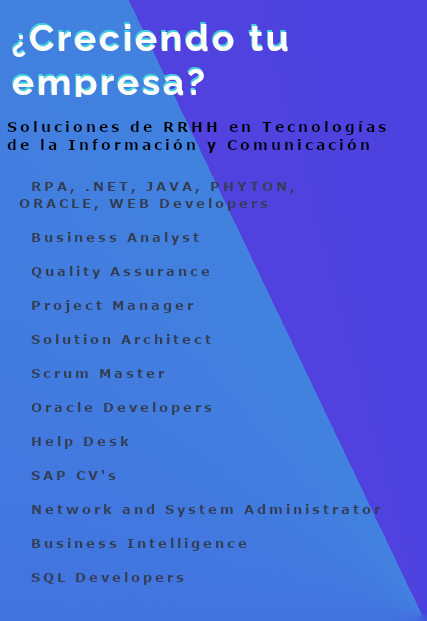 ¿Creciendo tu
empresa?
Soluciones de RRHH en Tecnologías
de la Información y Comunicación
RPA, .NET, JAVA, PHYTON,
ORACLE, WEB Developers
Business Analyst
Quality Assurance
Project Manager
Solution Architect
Scrum Master
Oracle Developers
Help Desk
SAP CV's
Network and System Administrator
Business Intelligence
SQL Developers